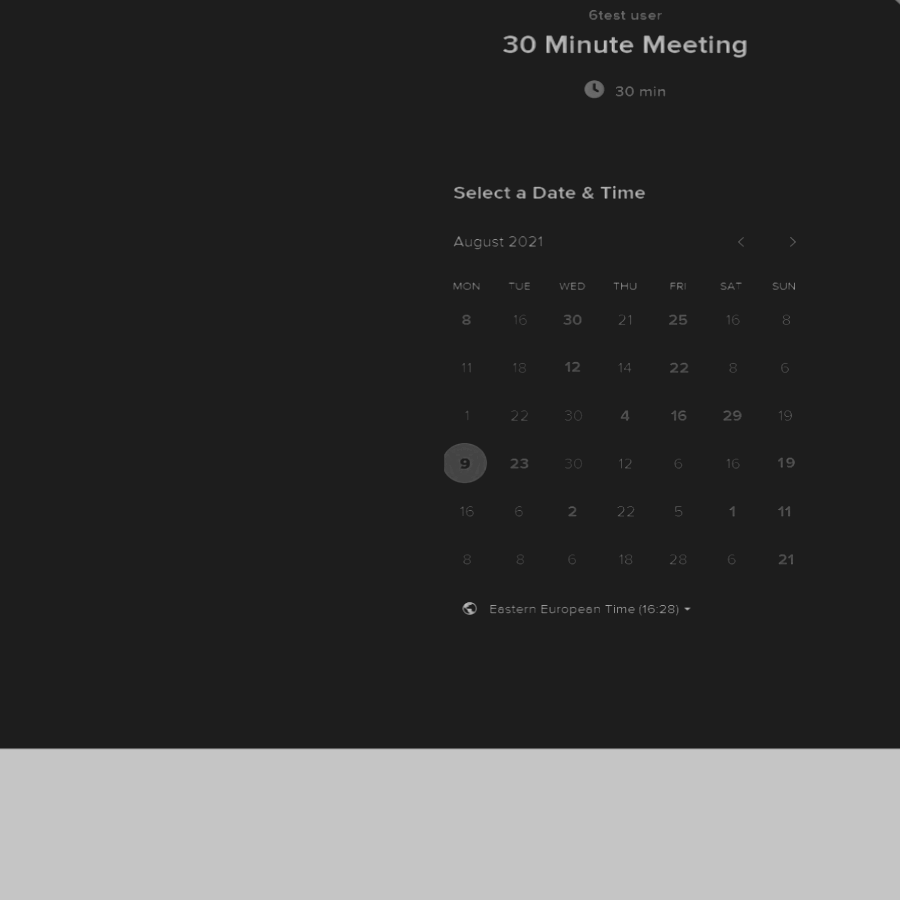 6test user
30 Minute Meeting
30 min
Select a Date & Time
August 2021
MON TUE WED THU FRI SAT SUN
8 16 30 21 25 16 8
11 18 12 14 22 8 6
1 22 30 4 16 29 19
9 23 30 12 6 16 19
16 6 2 22 5 1 11
8 8 6 18 28 6 21
Eastern European Time (16:28)